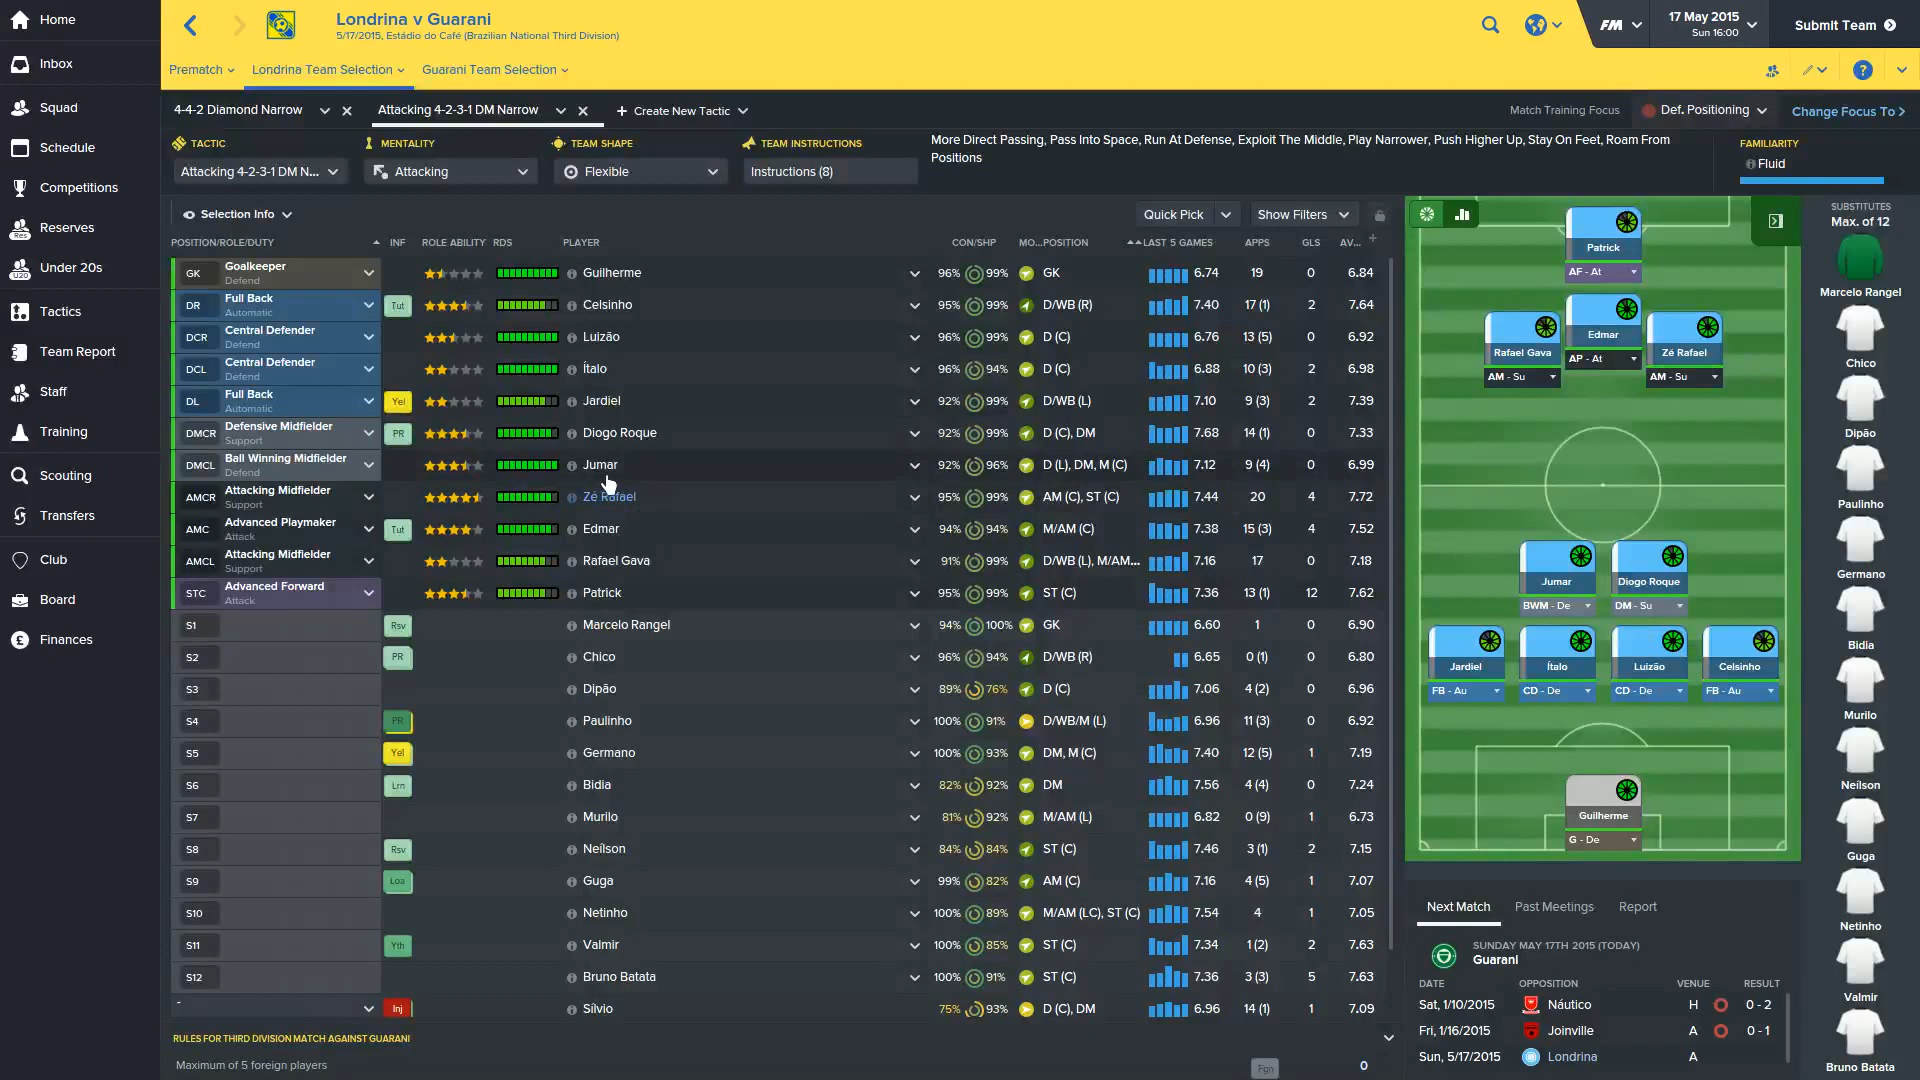 Home
Inbox
Squad
Schedule
Competitions
Reserves
Under 20s
Tactics
Team Report
Staff
Training
Scouting
Transfers
Club
Board
Finances
Londrina v Guarani
5/17/2015, Estádio do Café (Brazilian National Third Division)
FM
17 May 2015
Sun 16:00
Submit Team
Prematch
Londrina Team Selection
Guarani Team Selection
?
4-4-2 Diamond Narrow
Attacking 4-2-3-1 DM Narrow
+ Create New Tactic
Match Training Focus
Def. Positioning
Change Focus To >
TACTIC
Attacking 4-2-3-1 DM N...
MENTALITY
Attacking
TEAM SHAPE
Flexible
TEAM INSTRUCTIONS
Instructions (8)
More Direct Passing, Pass Into Space, Run At Defense, Exploit The Middle, Play Narrower, Push Higher Up, Stay On Feet, Roam From
Positions
FAMILIARITY
Fluid
Selection Info
Quick Pick
Show Filters
POSITION/ROLE/DUTY INF ROLE ABILITY RDS PLAYER CON/SHP MO... POSITION LAST 5 GAMES APPS GLS AV...
GK Goalkeeper Defend Guilherme 96% 99% GK 6.74 19 0 6.84
DR Full Back Automatic Tut Celsinho 95% 99% D/WB (R) 7.40 17 (1) 2 7.64
DCR Central Defender Defend Luizão 96% 99% D (C) 6.76 13 (5) 0 6.92
DCL Central Defender Defend Ítalo 96% 94% D (C) 6.88 10 (3) 2 6.98
DL Full Back Automatic Yel Jardiel 92% 99% D/WB (L) 7.10 9 (3) 2 7.39
DMCR Defensive Midfielder Support PR Diogo Roque 92% 99% D (C), DM 7.68 14 (1) 0 7.33
DMCL Ball Winning Midfielder Defend Jumar 92% 96% D (L), DM, M (C) 7.12 9 (4) 0 6.99
AMCR Attacking Midfielder Support Zé Rafael 95% 99% AM (C), ST (C) 7.44 20 4 7.72
AMC Advanced Playmaker Attack Tut Edmar 94% 94% M/AM (C) 7.38 15 (3) 4 7.52
AMCL Attacking Midfielder Support Rafael Gava 91% 99% D/WB (L), M/AM... 7.16 17 0 7.18
STC Advanced Forward Attack Patrick 95% 99% ST (C) 7.36 13 (1) 12 7.62
S1 Rsv Marcelo Rangel 94% 100% GK 6.60 1 0 6.90
S2 PR Chico 96% 94% D/WB (R) 6.65 0 (1) 0 6.80
S3 Dipão 89% 76% D (C) 7.06 4 (2) 0 6.96
S4 PR Paulinho 100% 91% D/WB/M (L) 6.96 11 (3) 0 6.92
S5 Yel Germano 100% 93% DM, M (C) 7.40 12 (5) 1 7.19
S6 Lrn Bidia 82% 92% DM 7.56 4 (4) 0 7.24
S7 Murilo 81% 92% M/AM (L) 6.82 0 (9) 1 6.73
S8 Rsv Neílson 84% 84% ST (C) 7.46 3 (1) 2 7.15
S9 Loa Guga 99% 82% AM (C) 7.16 4 (5) 1 7.07
S10 Netinho 100% 89% M/AM (LC), ST (C) 7.54 4 1 7.05
S11 Yth Valmir 100% 85% ST (C) 7.34 1 (2) 2 7.63
S12 Bruno Batata 100% 91% ST (C) 7.36 3 (3) 5 7.63
- Inj Sílvio 75% 93% D (C), DM 6.96 14 (1) 1 7.09
RULES FOR THIRD DIVISION MATCH AGAINST GUARANI
Maximum of 5 foreign players Fgn 0
Patrick
AF - At
Rafael Gava
AM - Su
Edmar
AP - At
Zé Rafael
AM - Su
Jumar
BWM - De
Diogo Roque
DM - Su
Jardiel
FB - Au
Ítalo
CD - De
Luizão
CD - De
Celsinho
FB - Au
Guilherme
G - De
SUBSTITUTES
Max. of 12
Marcelo Rangel
Chico
Dipão
Paulinho
Germano
Bidia
Murilo
Neílson
Guga
Netinho
Valmir
Bruno Batata
Next Match
Past Meetings
Report
SUNDAY MAY 17TH 2015 (TODAY)
Guarani
DATE OPPOSITION VENUE RESULT
Sat, 1/10/2015 Náutico H 0 - 2
Fri, 1/16/2015 Joinville A 0 - 1
Sun, 5/17/2015 Londrina A